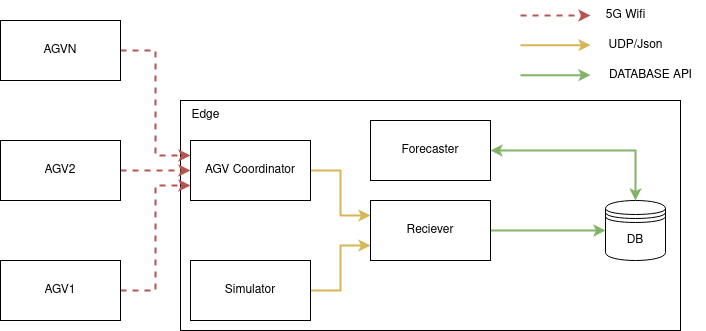 5G Wifi
AGVN
UDP/Json
DATABASE API
Edge
Forecaster
AGV2
AGV Coordinator
Reciever
DB
AGV1
Simulator